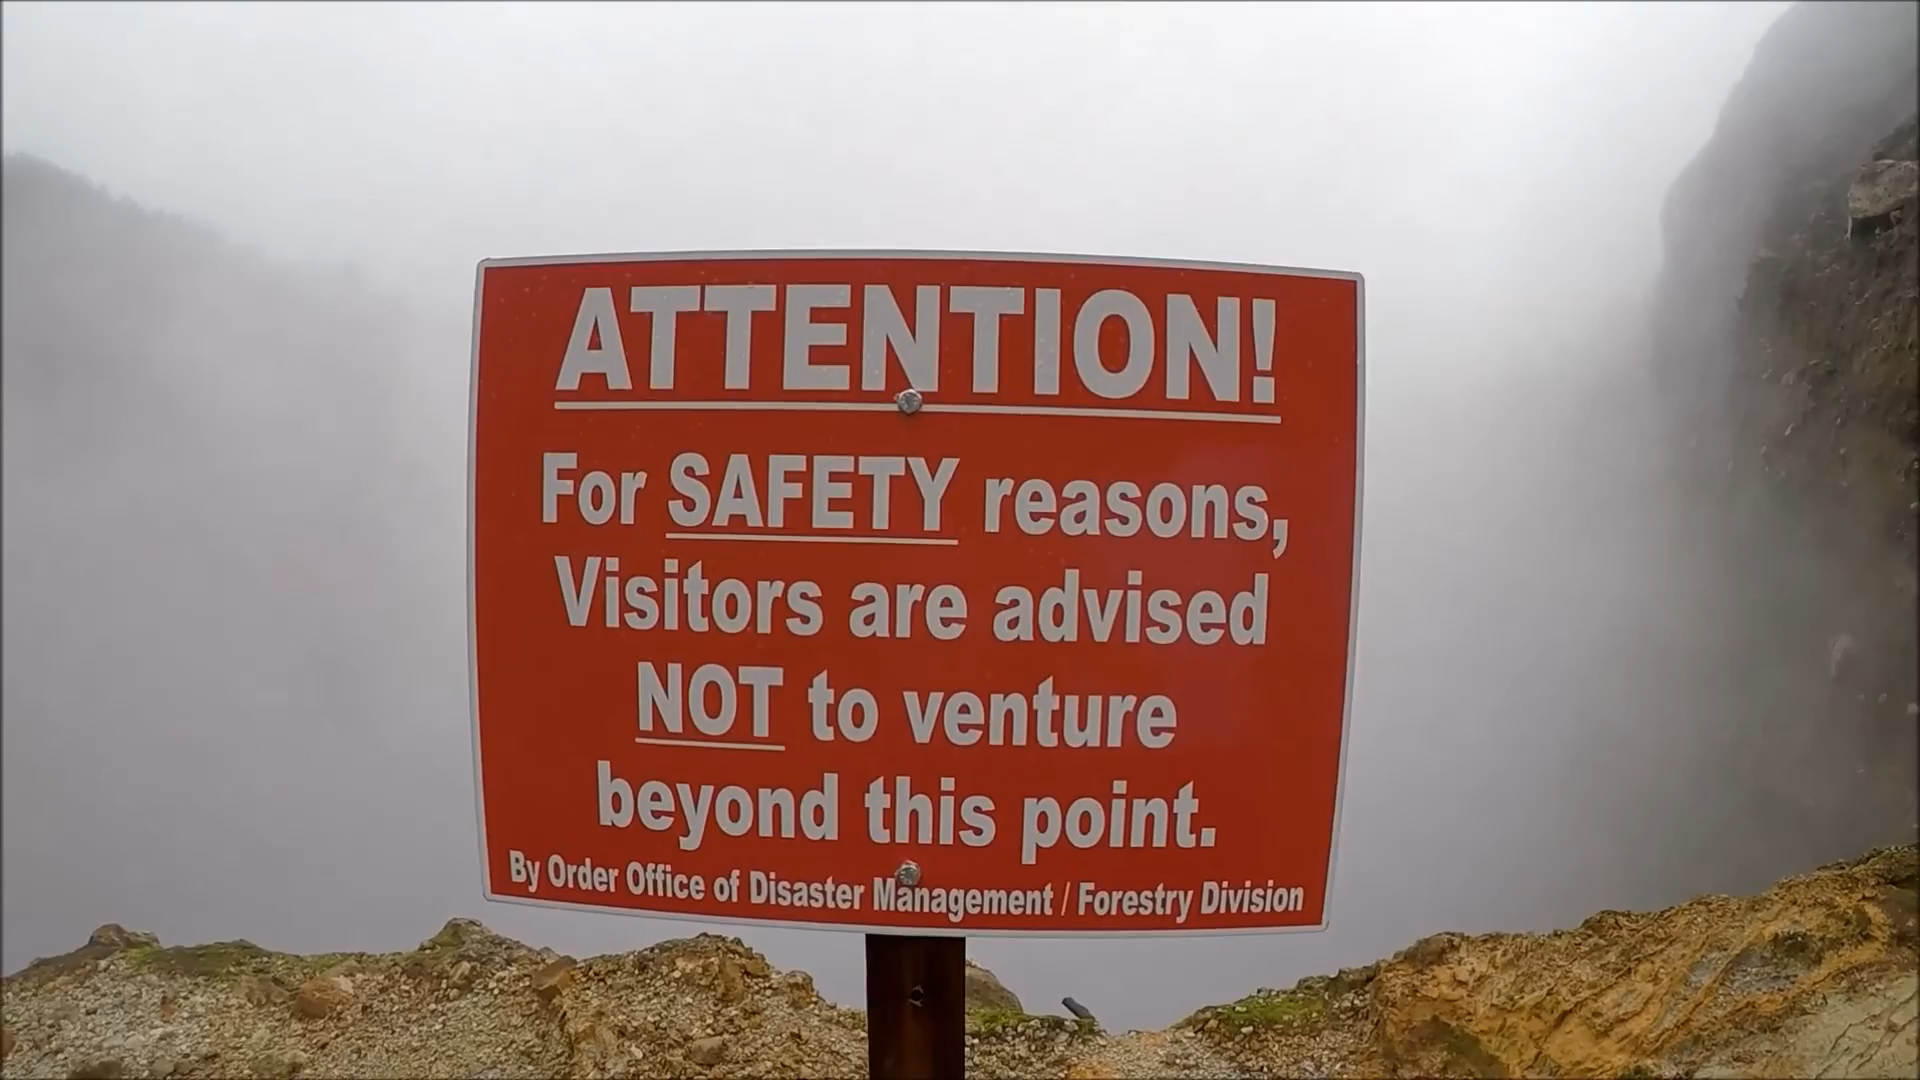 ATTENTION!
For SAFETY reasons,
Visitors are advised
NOT to venture
beyond this point.
By Order Office of Disaster Management / Forestry Division